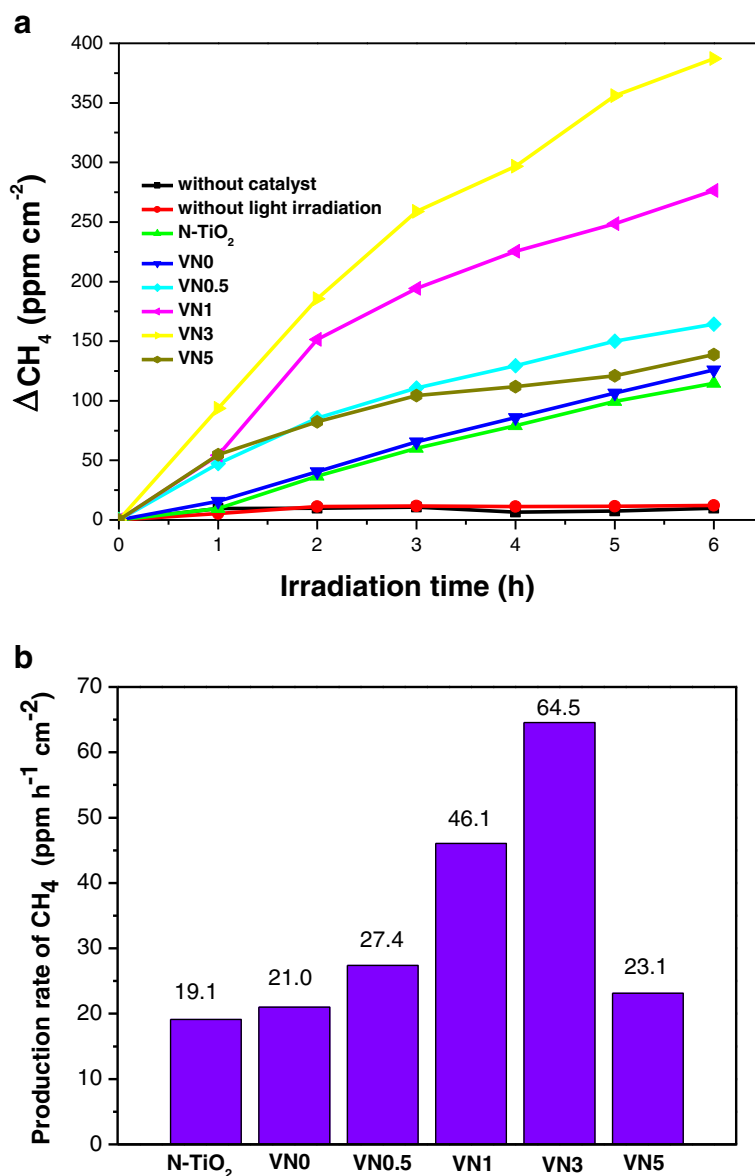 a
400
350
300
250
200
150
100
50
0
ΔCH₄ (ppm cm⁻²)
without catalyst
without light irradiation
N-TiO₂
VN0
VN0.5
VN1
VN3
VN5
0 1 2 3 4 5 6
Irradiation time (h)
b
70
60
50
40
30
20
10
0
Production rate of CH₄ (ppm h⁻¹ cm⁻²)
19.1
21.0
27.4
46.1
64.5
23.1
N-TiO₂ VN0 VN0.5 VN1 VN3 VN5